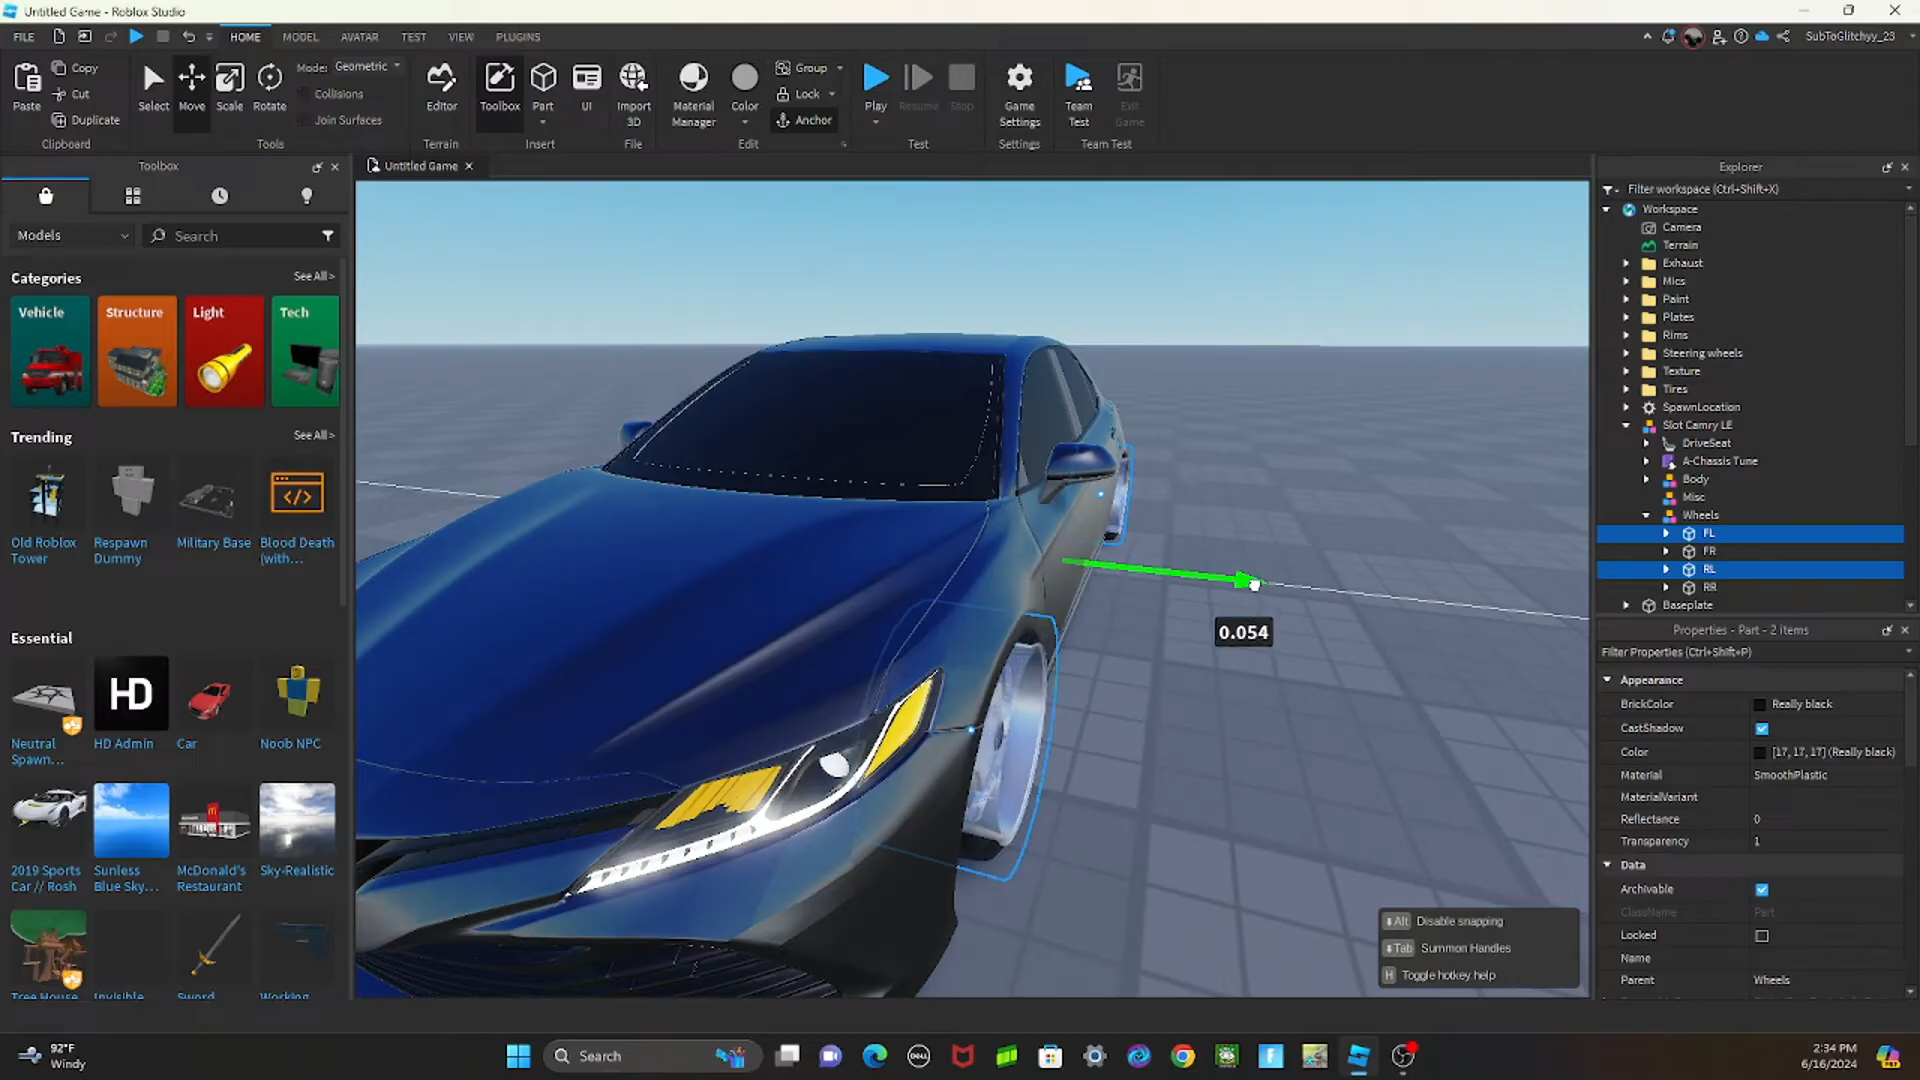 Untitled Game - Roblox Studio
FILE
HOME
MODEL
AVATAR
TEST
VIEW
PLUGINS
SubToGlitchyy_23
Paste
Copy
Cut
Duplicate
Clipboard
Select
Move
Scale
Rotate
Mode:
Geometric
Collisions
Join Surfaces
Tools
Editor
Terrain
Toolbox
Part
UI
Insert
Import
3D
File
Material
Manager
Color
Group
Lock
Anchor
Edit
Play
Resume
Stop
Test
Game
Settings
Settings
Team
Test
Exit
Game
Team Test
Toolbox
Models
Search
Categories
See All >
Vehicle
Structure
Light
Tech
Trending
See All >
Old Roblox
Tower
Respawn
Dummy
Military Base
Blood Death
(with...
Essential
Neutral
Spawn...
HD
HD Admin
Car
Noob NPC
2019 Sports
Car // Rosh
Sunless
Blue Sky...
McDonald's
Restaurant
Sky-Realistic
Tree House
Invisible
Sword
Working
Untitled Game
0.054
Alt
Disable snapping
Tab
Summon Handles
H
Toggle hotkey help
Explorer
Filter workspace (Ctrl+Shift+X)
Workspace
Camera
Terrain
Exhaust
Mics
Paint
Plates
Rims
Steering wheels
Texture
Tires
SpawnLocation
Slot Camry LE
DriveSeat
A-Chassis Tune
Body
Misc
Wheels
FL
FR
RL
RR
Baseplate
Properties - Part - 2 items
Filter Properties (Ctrl+Shift+P)
Appearance
BrickColor
Really black
CastShadow
Color
[17, 17, 17] (Really black)
Material
SmoothPlastic
MaterialVariant
Reflectance
0
Transparency
1
Data
Archivable
ClassName
Part
Locked
Name
Parent
Wheels
92°F
Windy
Search
DELL
2:34 PM
6/16/2024